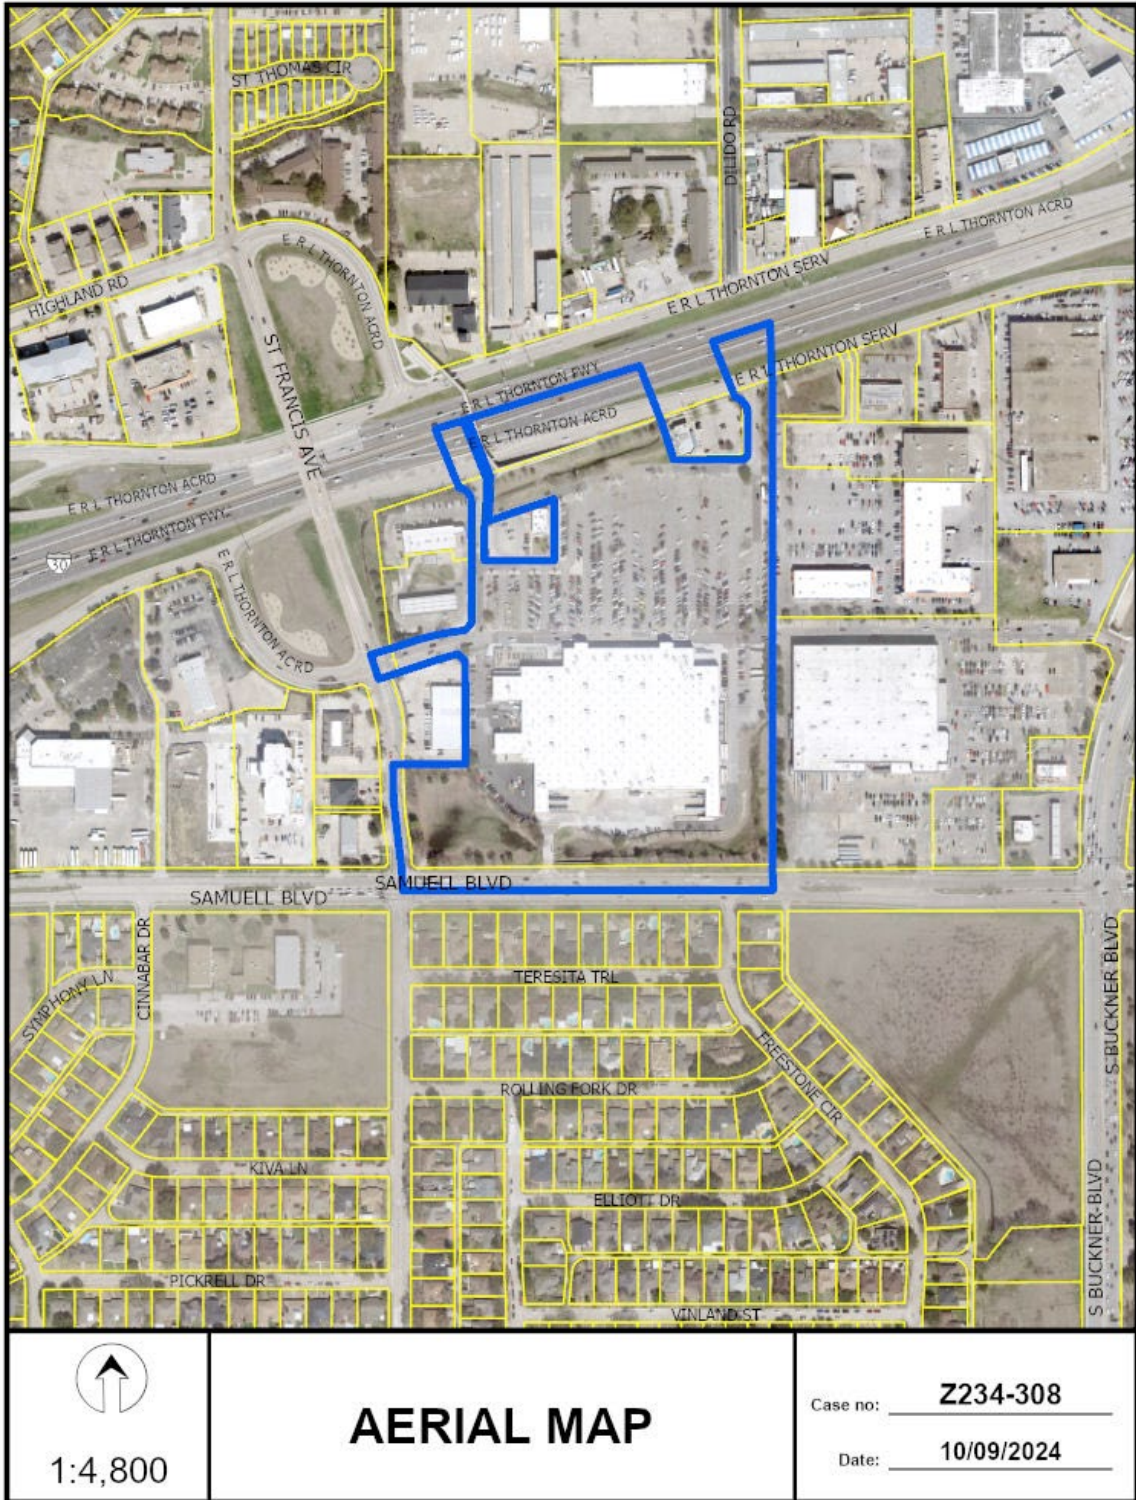 ST THOMAS CIR
DILIDO RD
E R L THORNTON ACRD
E R L THORNTON ACRD
E R L THORNTON SERV
HIGHLAND RD
ST FRANCIS AVE
E R L THORNTON SERV
E R L THORNTON FWY
E R L THORNTON ACRD
E R L THORNTON ACRD
E R L THORNTON FWY
30
E R L THORNTON ACRD
SAMUELL BLVD
SAMUELL BLVD
CINNABAR DR
SYMPHONY LN
TERESITA TRL
S BUCKNER BLVD
FREESTONE CIR
ROLLING FORK DR
KIVA LN
ELLIOTT DR
S BUCKNER BLVD
PICKRELL DR
VINLAND ST
1:4,800
AERIAL MAP
Case no: Z234-308
Date: 10/09/2024